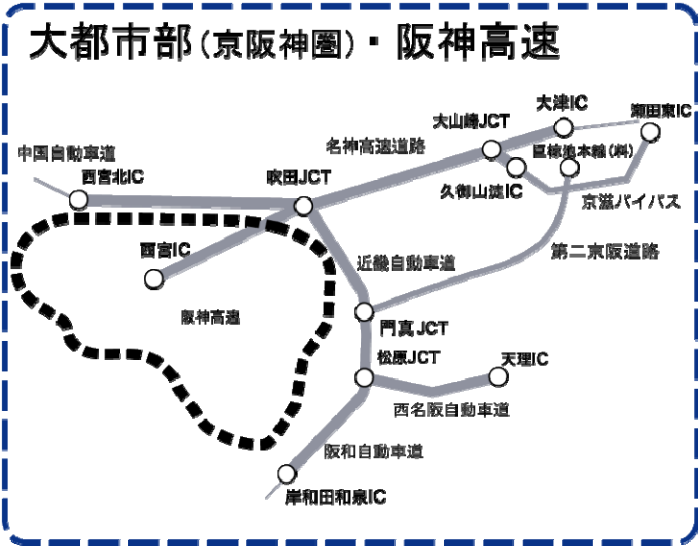 大都市部(京阪神圏)・阪神高速
大津IC
瀬田東IC
大山崎JCT
名神高速道路
巨椋池本線(料)
中国自動車道
西宮北IC
吹田JCT
久御山淀IC
京滋バイパス
西宮IC
近畿自動車道
第二京阪道路
阪神高速
門真JCT
松原JCT
天理IC
西名阪自動車道
阪和自動車道
岸和田和泉IC